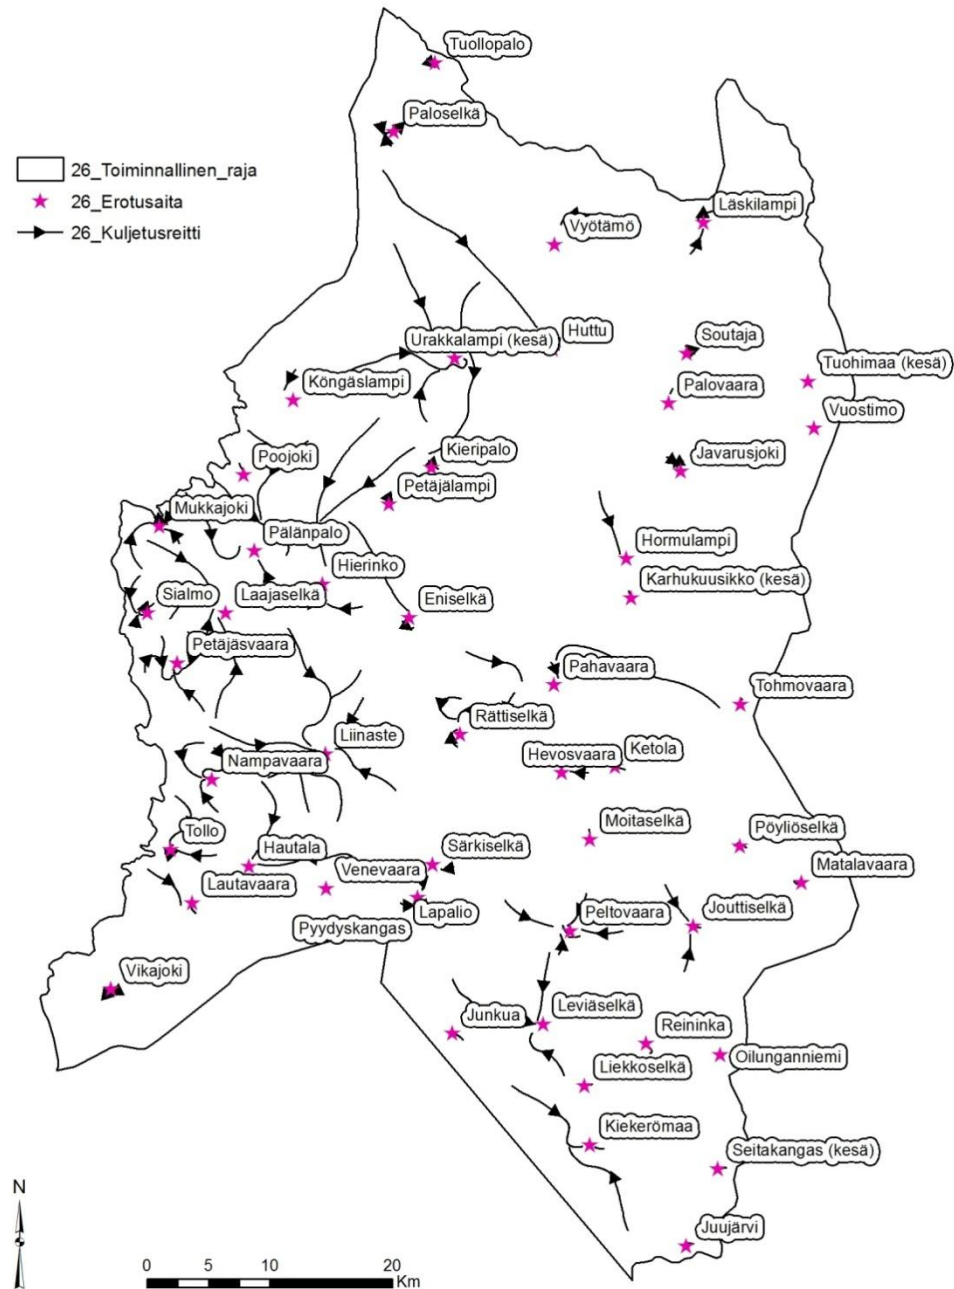 Tuollopalo
Paloselkä
26_Toiminnallinen_raja
26_Erotusaita
26_Kuljetusreitti
Läskilampi
Vyötämö
Urakkalampi (kesä)
Huttu
Soutaja
Tuohimaa (kesä)
Köngäslampi
Palovaara
Vuostimo
Poojoki
Kieripalo
Javarusjoki
Petäjälampi
Mukkajoki
Pälänpalo
Hormulampi
Hierinko
Karhukuusikko (kesä)
Sialmo
Laajaselkä
Eniselkä
Petäjäsvaara
Pahavaara
Tohmovaara
Rättiselkä
Liinaste
Nampavaara
Hevosvaara
Ketola
Moitaselkä
Pöyliöselkä
Tollo
Hautala
Särkiselkä
Matalavaara
Venevaara
Lautavaara
Lapalio
Peltovaara
Jouttiselkä
Pyydyskangas
Vikajoki
Leviäselkä
Junkua
Reininka
Oilunganniemi
Liekkoselkä
Kiekerömaa
Seitakangas (kesä)
Juujärvi
N
0 5 10 20
Km